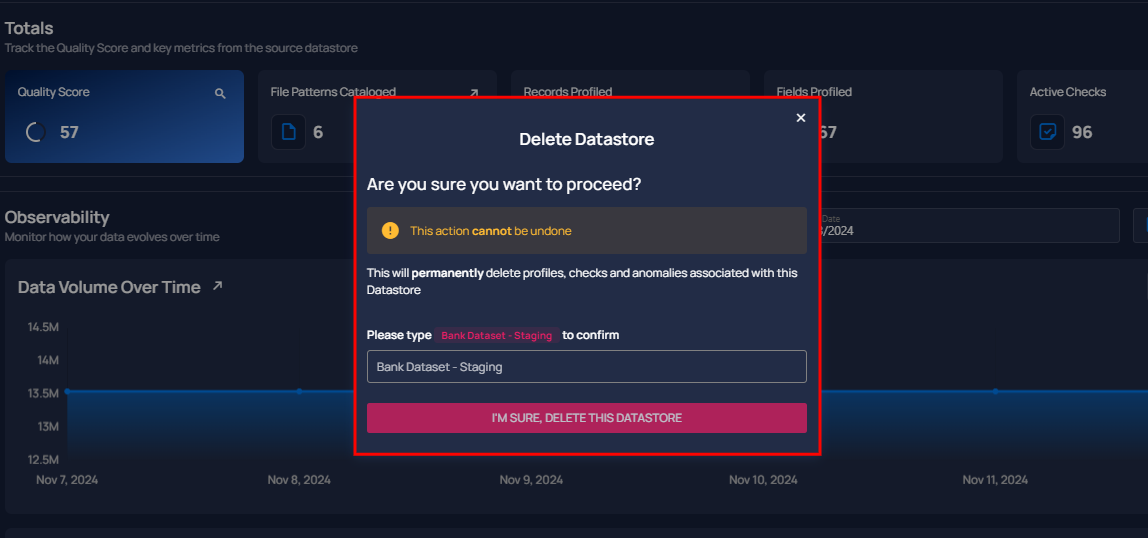 Totals
Track the Quality Score and key metrics from the source datastore
Quality Score
57
File Patterns Cataloged
6
Records Profiled
Fields Profiled
67
Active Checks
96
Delete Datastore
Are you sure you want to proceed?
This action cannot be undone
This will permanently delete profiles, checks and anomalies associated with this
Datastore
Please type Bank Dataset - Staging to confirm
Bank Dataset - Staging
I'M SURE, DELETE THIS DATASTORE
Observability
Monitor how your data evolves over time
Date
/2024
Data Volume Over Time
14.5M
14M
13.5M
13M
12.5M
Nov 7, 2024
Nov 8, 2024
Nov 9, 2024
Nov 10, 2024
Nov 11, 2024